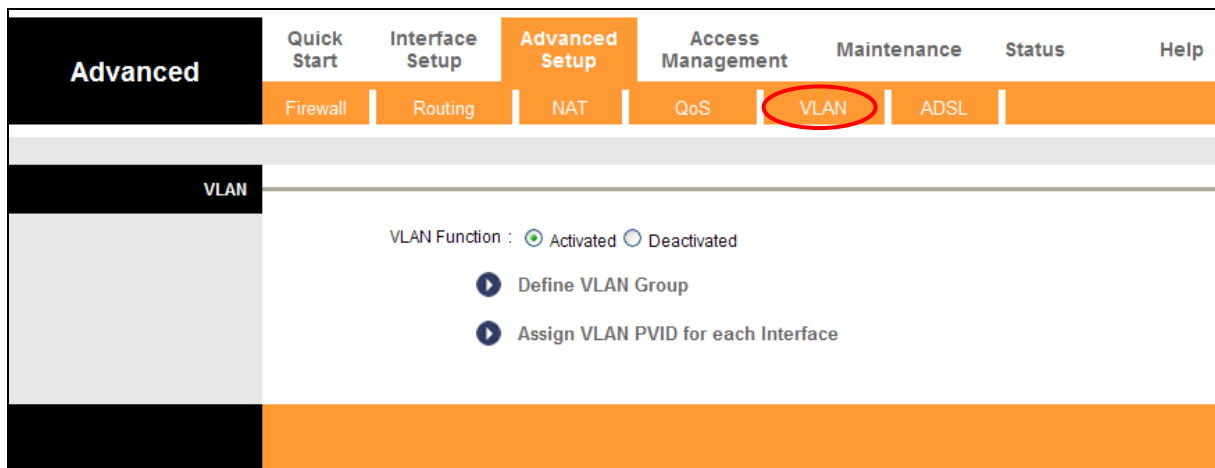 Advanced
Quick Start
Interface Setup
Advanced Setup
Access Management
Maintenance
Status
Help
Firewall
Routing
NAT
QoS
VLAN
ADSL
VLAN
VLAN Function : Activated Deactivated
Define VLAN Group
Assign VLAN PVID for each Interface